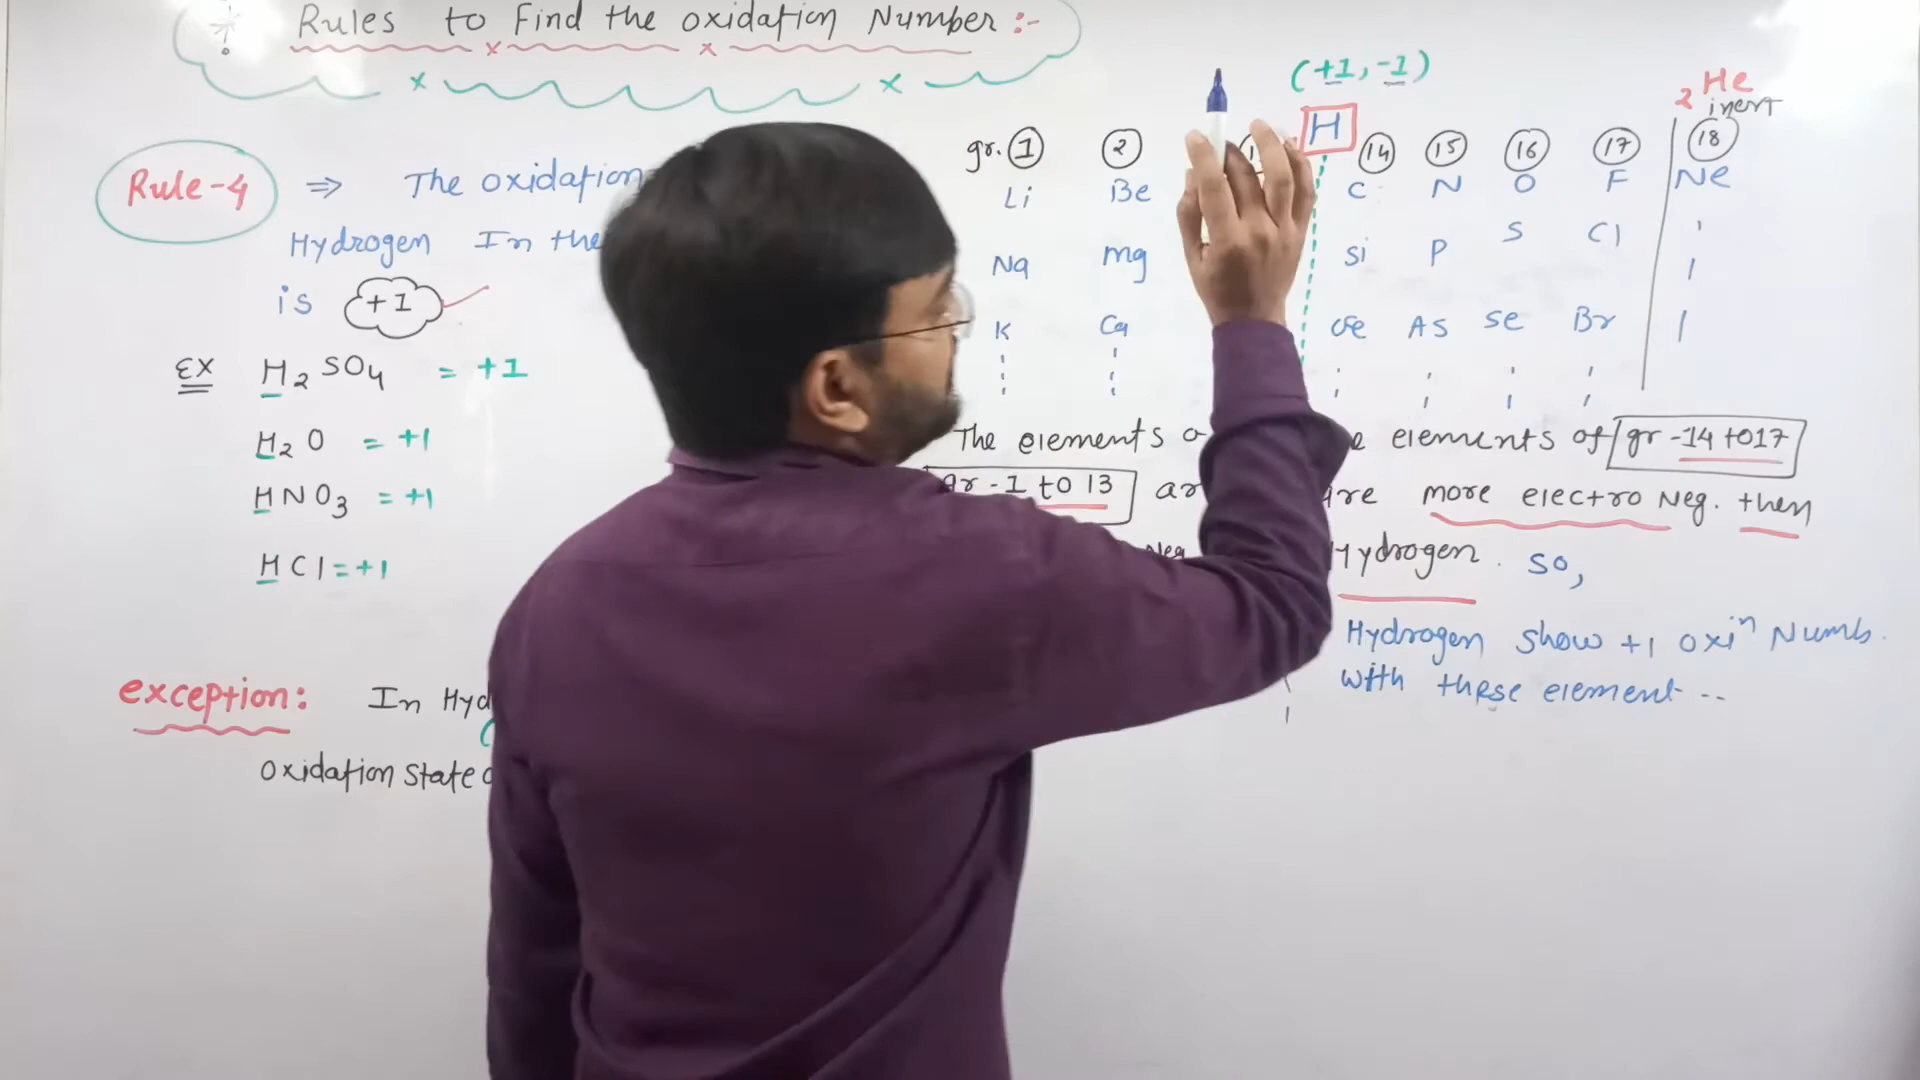 Rules to Find the Oxidation Number :-
Rule-4 ⇒ The Oxidation
Hydrogen In the
is +1
Ex H2SO4 = +1
H2O = +1
HNO3 = +1
HCl = +1
exception: In Hyd
Oxidation State
(+1, -1)
H
2He
inert
gr. 1 2 14 15 16 17 18
Li Be C N O F Ne
Na mg Si P S Cl
K Ca Ge As Se Br
The elements
gr - 1 to 13
Neg
elements of gr - 14 to 17
are more electro Neg. then
Hydrogen. So,
Hydrogen Show +1 oxiⁿ Numb.
with these element --